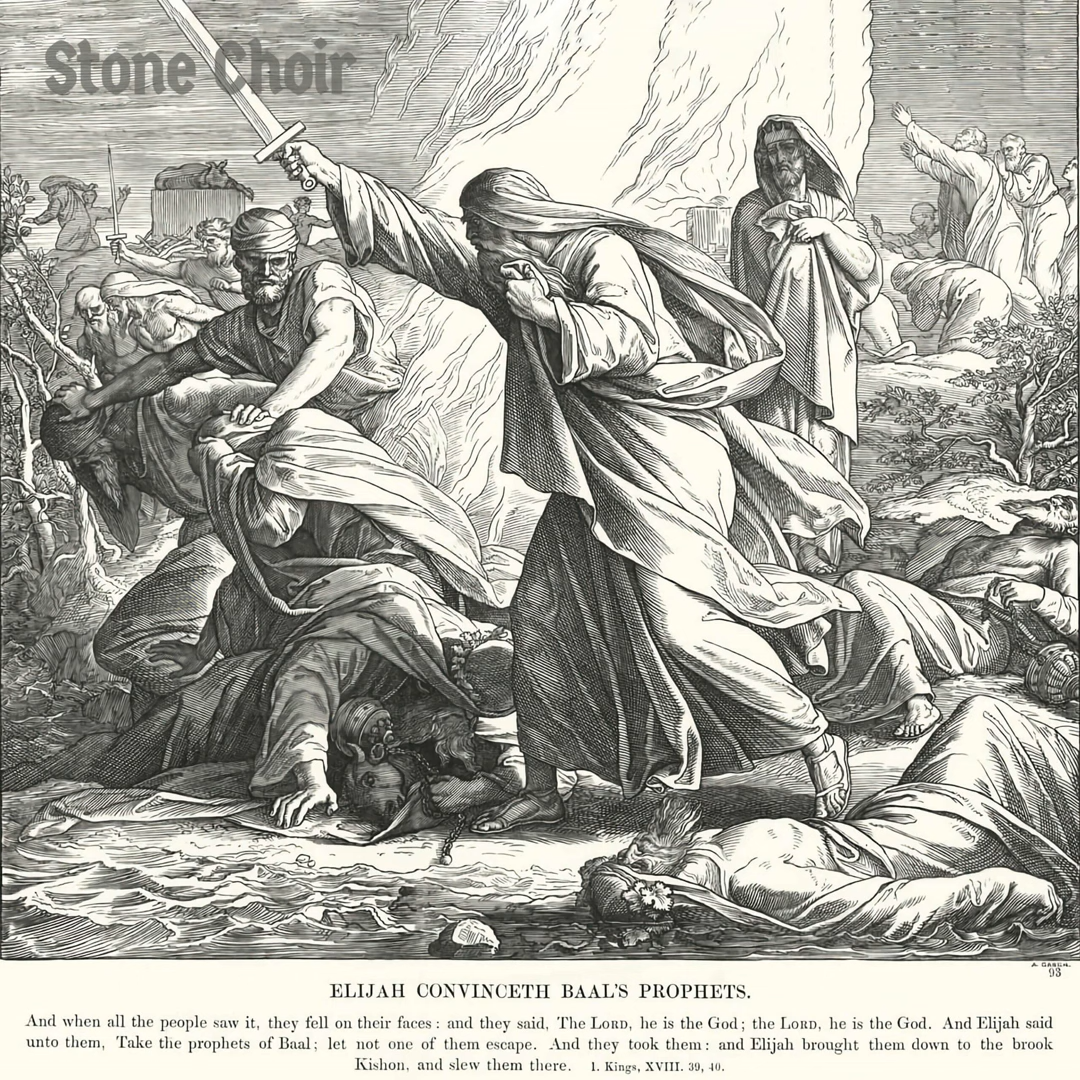 Stone Choir
A. GABER.
93
ELIJAH CONVINCETH BAAL'S PROPHETS.
And when all the people saw it, they fell on their faces: and they said, The LORD, he is the God; the LORD, he is the God. And Elijah said
unto them, Take the prophets of Baal; let not one of them escape. And they took them: and Elijah brought them down to the brook
Kishon, and slew them there. 1. Kings, XVIII. 39, 40.